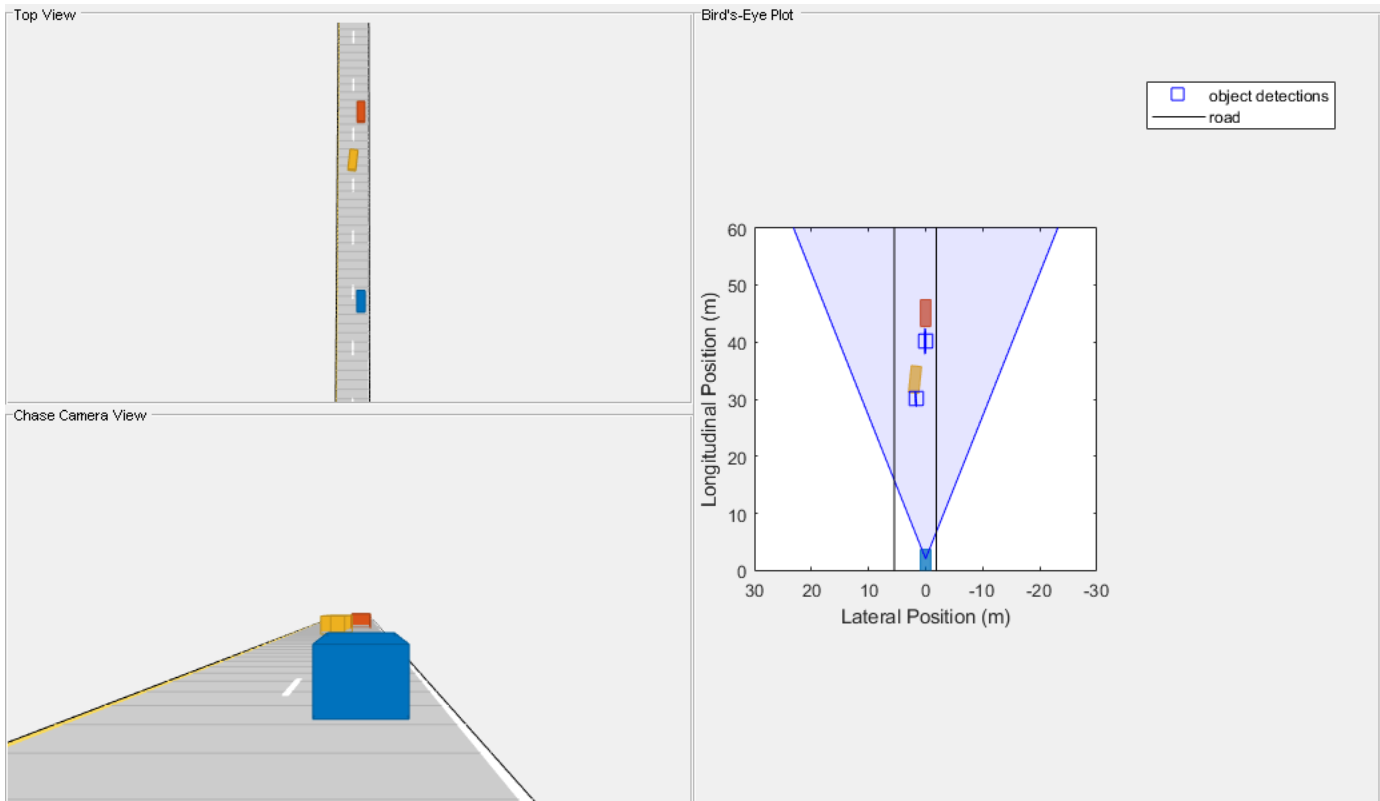 Top View
Chase Camera View
Bird's-Eye Plot
object detections
road
60
50
40
30
20
10
0
Longitudinal Position (m)
30 20 10 0 -10 -20 -30
Lateral Position (m)